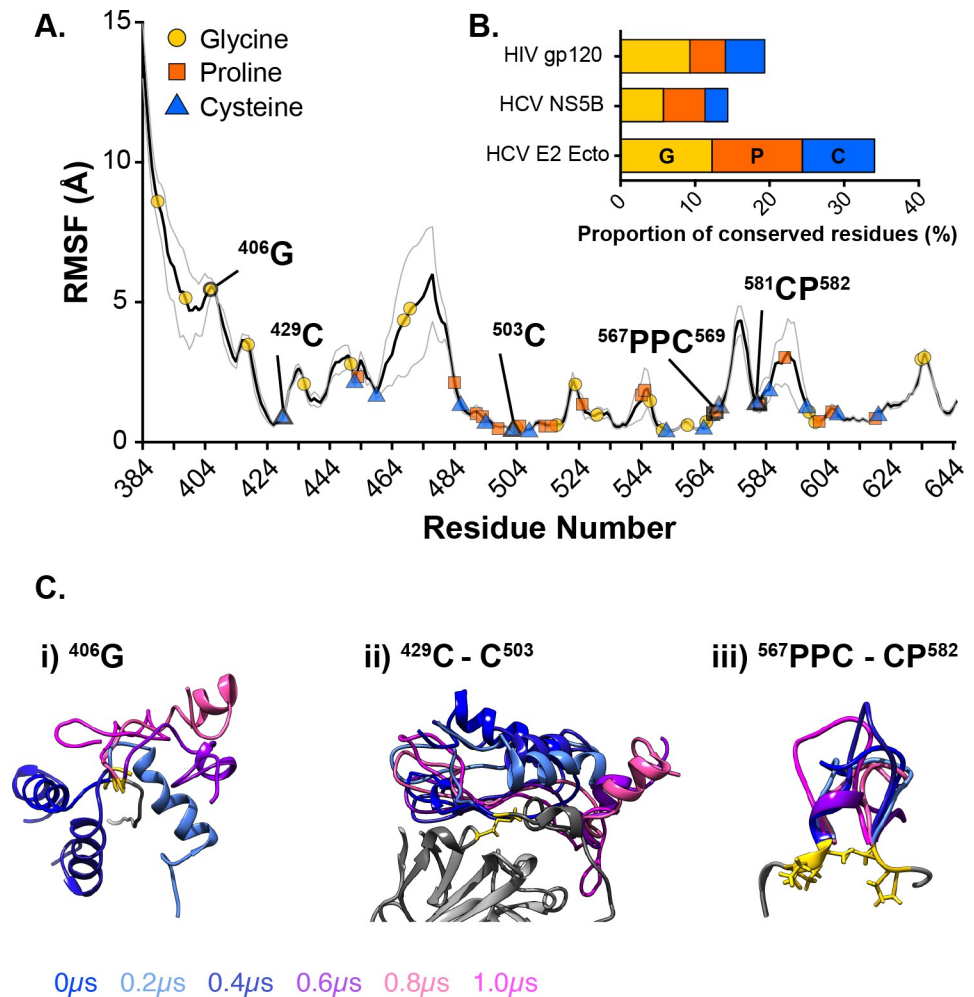 A.
15
10
5
0
RMSF (Å)
Glycine
Proline
Cysteine
406G
429C
503C
567PPC569
581CP582
384
404
424
444
464
484
504
524
544
564
584
604
624
644
Residue Number
B.
HIV gp120
HCV NS5B
HCV E2 Ecto
G P C
0
10
20
30
40
Proportion of conserved residues (%)
C.
i) 406G
ii) 429C - C503
iii) 567PPC - CP582
0µs 0.2µs 0.4µs 0.6µs 0.8µs 1.0µs